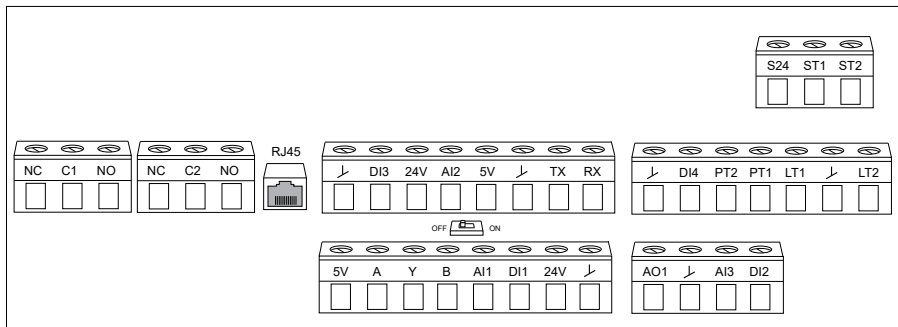 S24 ST1 ST2
RJ45
NC C1 NO NC C2 NO DI3 24V AI2 5V TX RX DI4 PT2 PT1 LT1 LT2
OFF ON
5V A Y B AI1 DI1 24V AO1 AI3 DI2